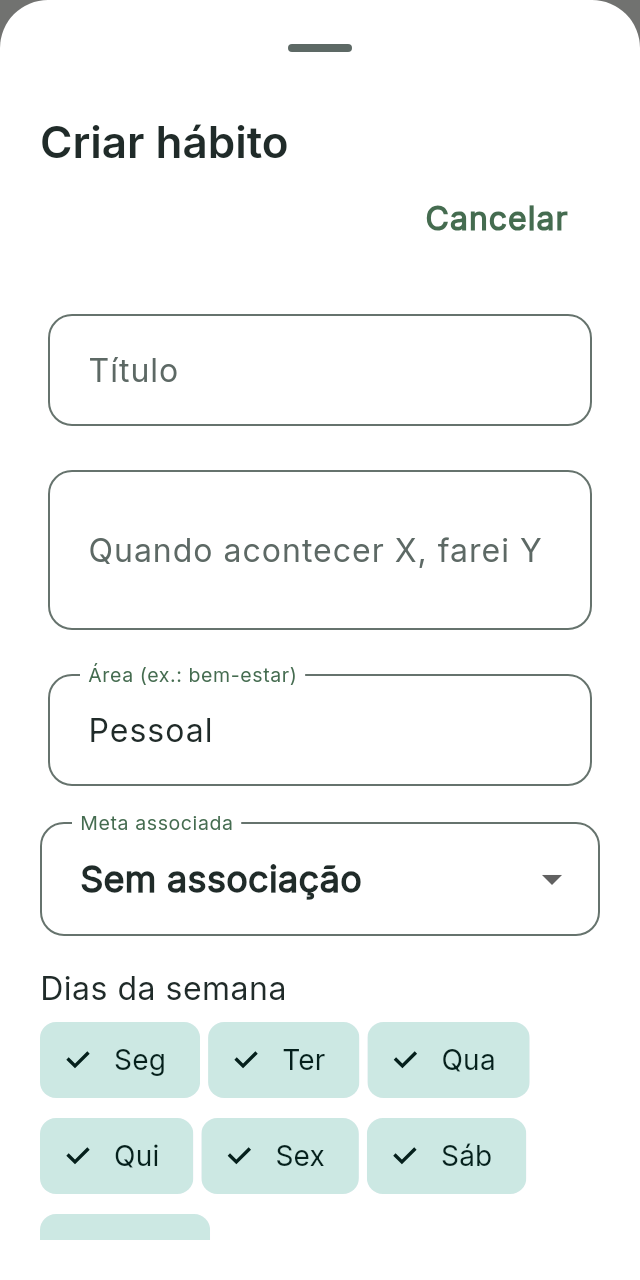 Criar hábito
Cancelar
Título
Quando acontecer X, farei Y
Área (ex.: bem-estar)
Pessoal
Meta associada
Sem associação
Dias da semana
Seg Ter Qua
Qui Sex Sáb